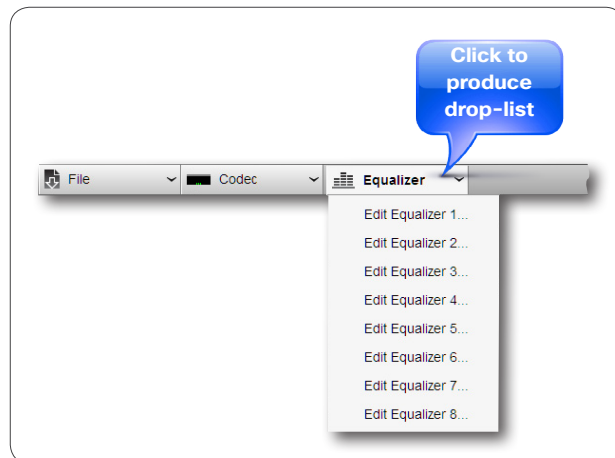 Click to
produce
drop-list
File
Codec
Equalizer
Edit Equalizer 1...
Edit Equalizer 2...
Edit Equalizer 3...
Edit Equalizer 4...
Edit Equalizer 5...
Edit Equalizer 6...
Edit Equalizer 7...
Edit Equalizer 8...